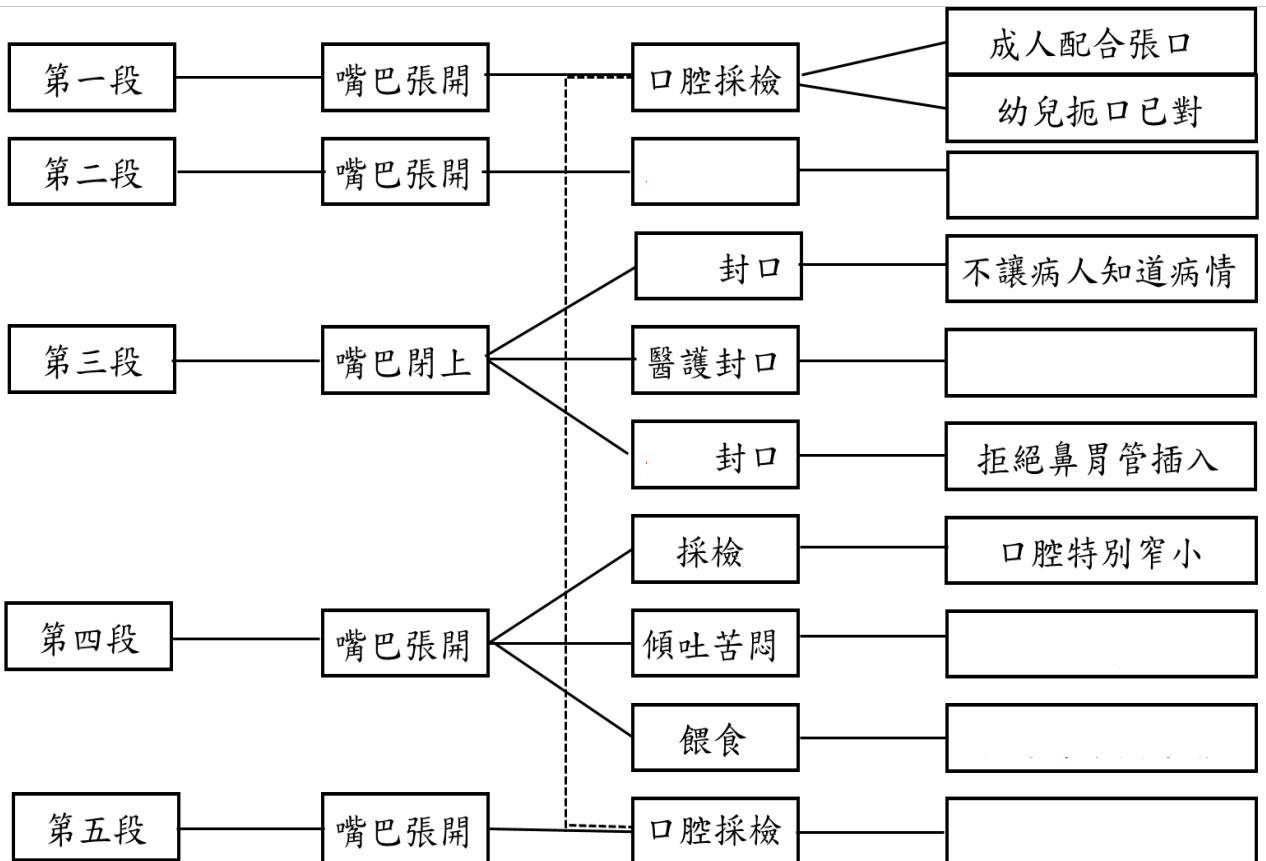 第一段
嘴巴張開
口腔採檢
成人配合張口
幼兒扼口已對
第二段
嘴巴張開
第三段
嘴巴閉上
封口
不讓病人知道病情
醫護封口
封口
拒絕鼻胃管插入
第四段
嘴巴張開
採檢
口腔特別窄小
傾吐苦悶
餵食
第五段
嘴巴張開
口腔採檢